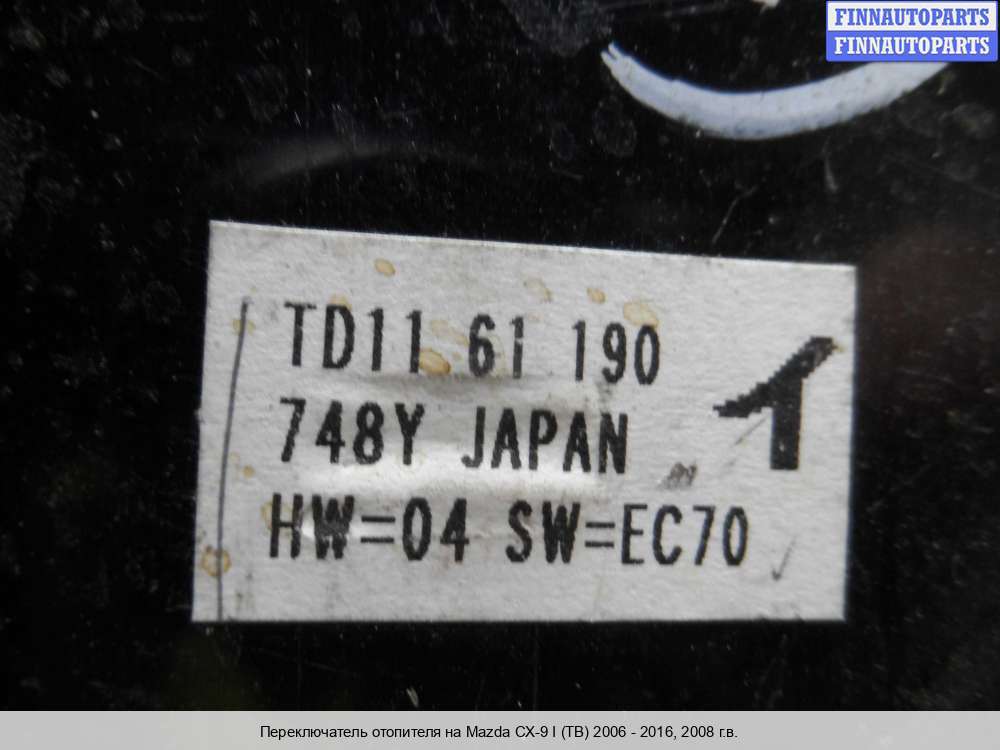 FINNAUTOPARTS
FINNAUTOPARTS
TD11 61 190
イ
748Y JAPAN
HW=04 SW=EC70
Переключатель отопителя на Mazda CX-9 I (TB) 2006 - 2016, 2008 г.в.